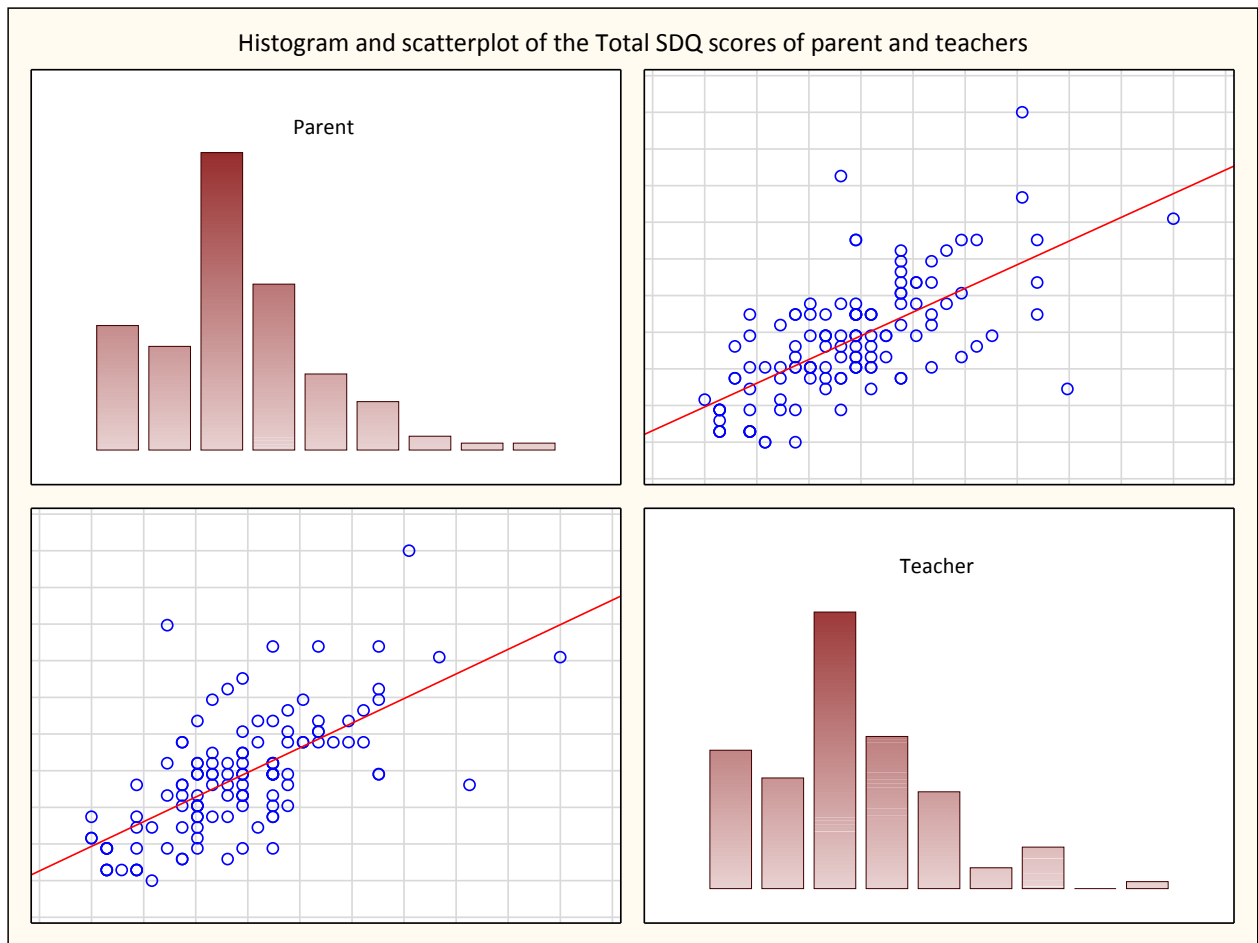 Histogram and scatterplot of the Total SDQ scores of parent and teachers
Parent
Teacher